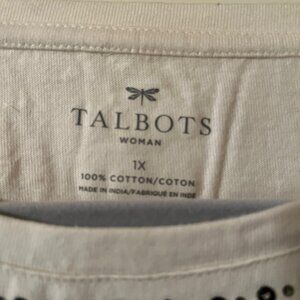 TALBOTS
WOMAN
1X
100% COTTON/COTON
MADE IN INDIA/FABRIQUÉ EN INDE